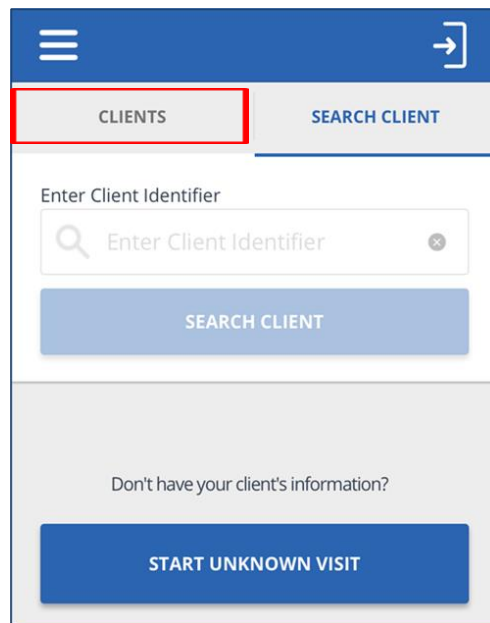 CLIENTS
SEARCH CLIENT
Enter Client Identifier
Enter Client Identifier
SEARCH CLIENT
Don't have your client's information?
START UNKNOWN VISIT